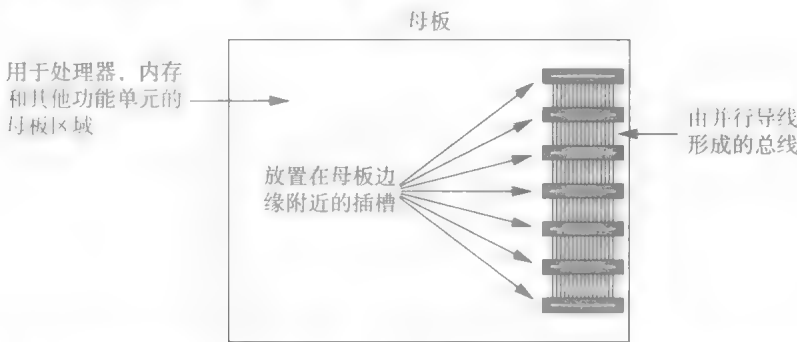 母板
用于处理器、内存
和其他功能单元的
母板区域
放置在母板边
缘附近的插槽
由并行导线
形成的总线